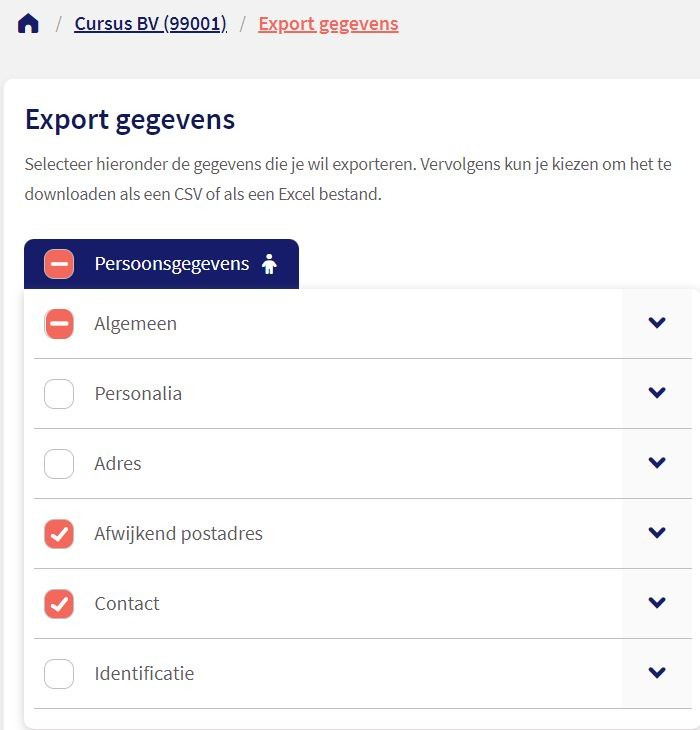 / Cursus BV (99001) / Export gegevens
Export gegevens
Selecteer hieronder de gegevens die je wil exporteren. Vervolgens kun je kiezen om het te
downloaden als een CSV of als een Excel bestand.
Persoonsgegevens
Algemeen
Personalia
Adres
Afwijkend postadres
Contact
Identificatie